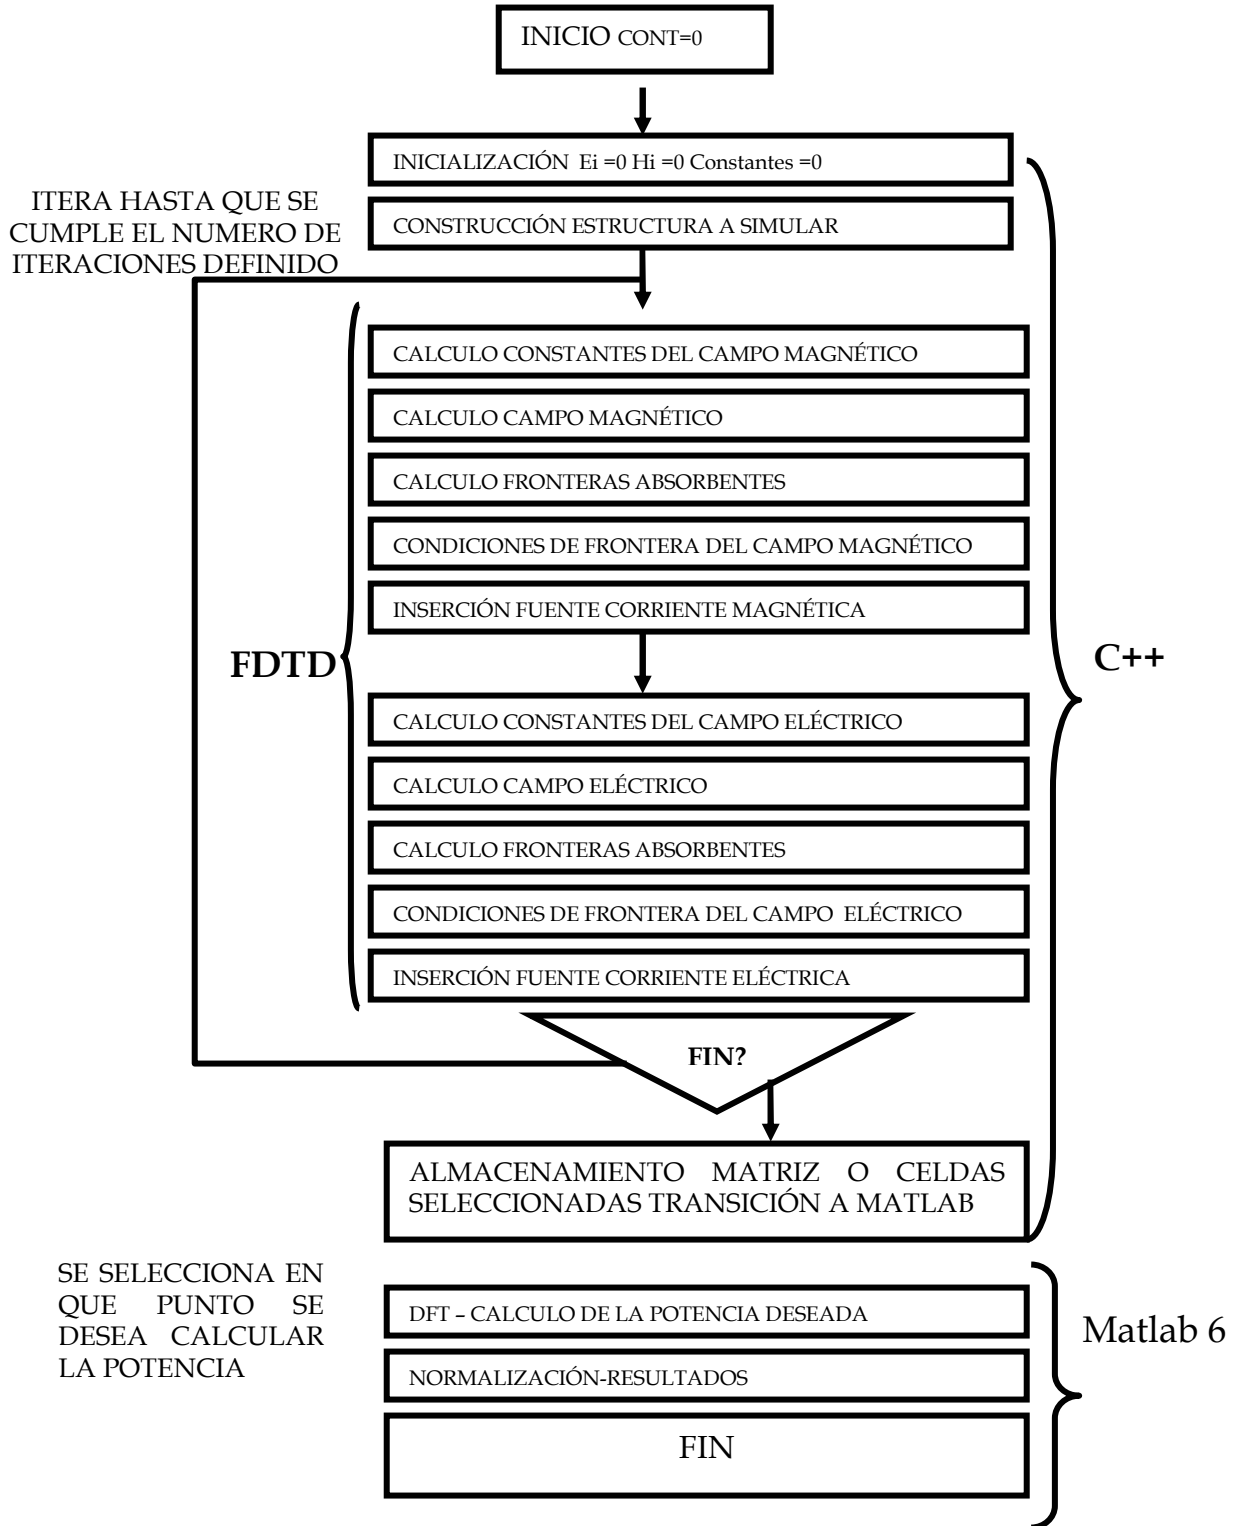 INICIO CONT=0
INICIALIZACIÓN Ei =0 Hi =0 Constantes =0
ITERA HASTA QUE SE
CUMPLE EL NUMERO DE
ITERACIONES DEFINIDO
CONSTRUCCIÓN ESTRUCTURA A SIMULAR
CALCULO CONSTANTES DEL CAMPO MAGNÉTICO
CALCULO CAMPO MAGNÉTICO
CALCULO FRONTERAS ABSORBENTES
CONDICIONES DE FRONTERA DEL CAMPO MAGNÉTICO
INSERCIÓN FUENTE CORRIENTE MAGNÉTICA
FDTD
C++
CALCULO CONSTANTES DEL CAMPO ELÉCTRICO
CALCULO CAMPO ELÉCTRICO
CALCULO FRONTERAS ABSORBENTES
CONDICIONES DE FRONTERA DEL CAMPO ELÉCTRICO
INSERCIÓN FUENTE CORRIENTE ELÉCTRICA
FIN?
ALMACENAMIENTO MATRIZ O CELDAS
SELECCIONADAS TRANSICIÓN A MATLAB
SE SELECCIONA EN
QUE PUNTO SE
DESEA CALCULAR
LA POTENCIA
DFT – CALCULO DE LA POTENCIA DESEADA
Matlab 6
NORMALIZACIÓN-RESULTADOS
FIN